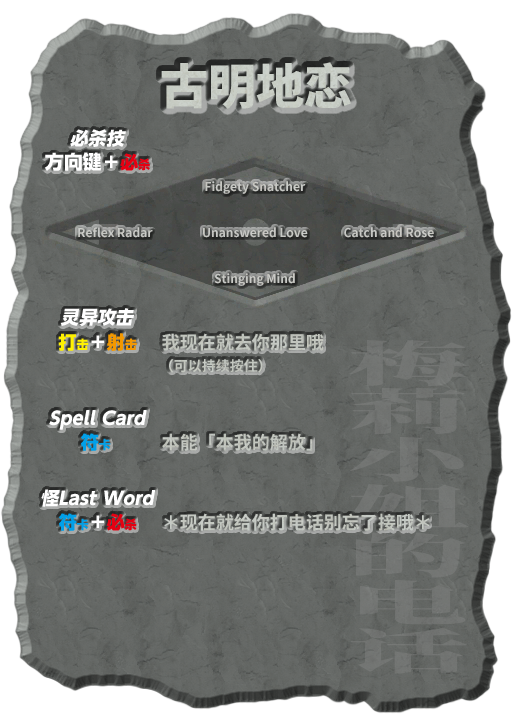 古明地恋
必杀技
方向键+必杀
Fidgety Snatcher
Reflex Radar
Unanswered Love
Catch and Rose
Stinging Mind
灵异攻击
打击+射击
我现在就去你那里哦
（可以持续按住）
Spell Card
符卡
本能「本我的解放」
怪Last Word
符卡+必杀
＊现在就给你打电话别忘了接哦＊
梅莉小姐的电话